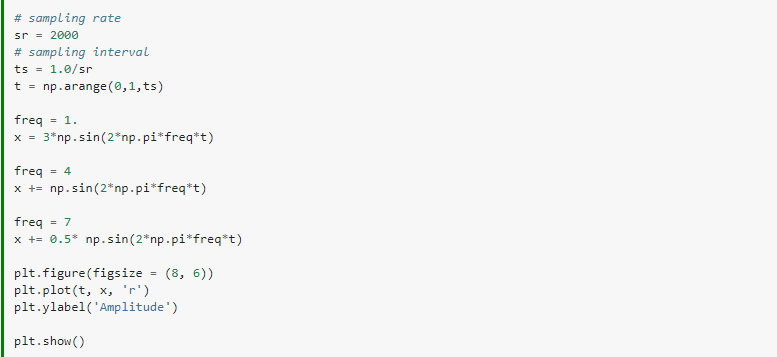 # sampling rate
sr = 2000
# sampling interval
ts = 1.0/sr
t = np.arange(0,1,ts)
freq = 1.
x = 3*np.sin(2*np.pi*freq*t)
freq = 4
x += np.sin(2*np.pi*freq*t)
freq = 7
x += 0.5* np.sin(2*np.pi*freq*t)
plt.figure(figsize = (8, 6))
plt.plot(t, x, 'r')
plt.ylabel('Amplitude')
plt.show()